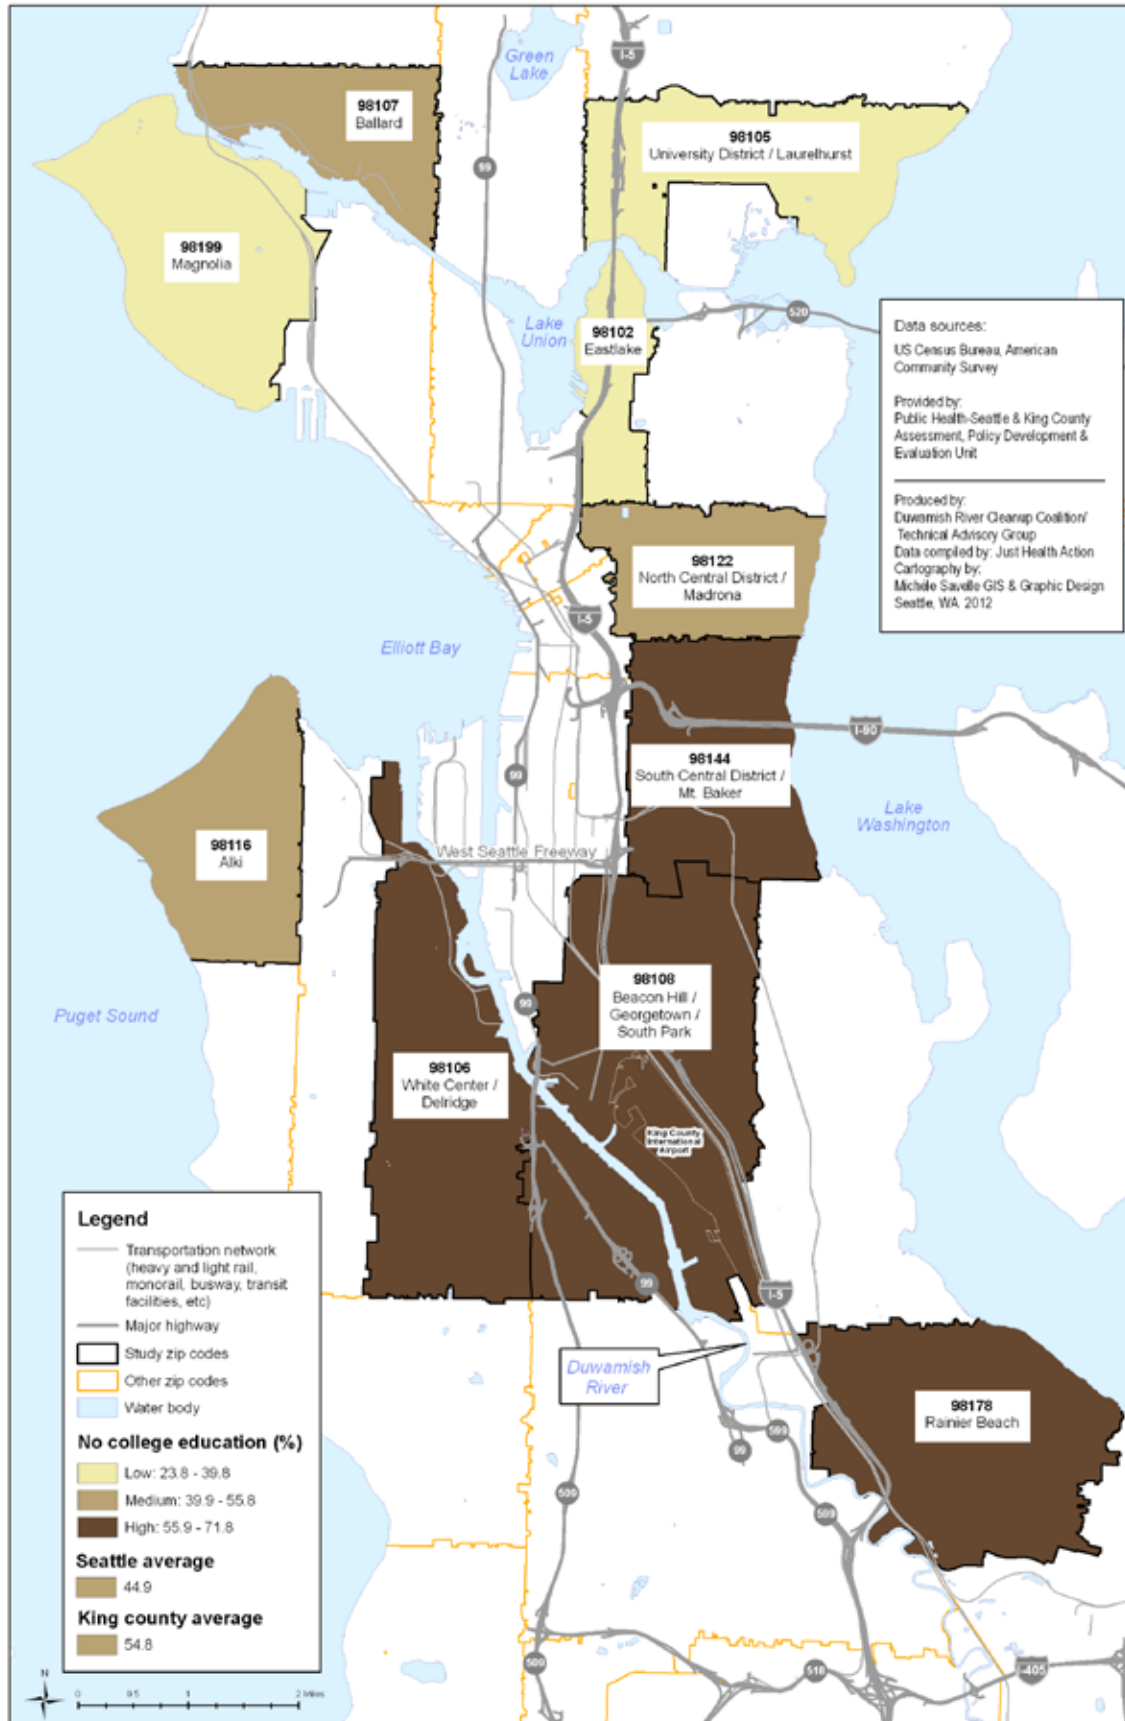 Green
Lake
I-5
98107
Ballard
98105
University District / Laurelhurst
99
98199
Magnolia
Lake
Union
98102
Eastlake
520
Data sources:
US Census Bureau, American
Community Survey
Provided by:
Public Health-Seattle & King County
Assessment, Policy Development &
Evaluation Unit
Produced by:
Duwamish River Cleanup Coalition/
Technical Advisory Group
Data compiled by: Just Health Action
Cartography by:
Michele Savelle GIS & Graphic Design
Seattle, WA 2012
98122
North Central District /
Madrona
I-5
Elliott Bay
I-90
98144
South Central District /
Mt. Baker
99
Lake
Washington
98116
Alki
West Seattle Freeway
98108
Beacon Hill /
Georgetown /
South Park
99
Puget Sound
98106
White Center /
Delridge
King County
International
Airport
Legend
Transportation network
(heavy and light rail,
monorail, busway, transit
facilities, etc)
Major highway
Study zip codes
Other zip codes
Water body
No college education (%)
Low: 23.8 - 39.8
Medium: 39.9 - 55.8
High: 55.9 - 71.8
Seattle average
44.9
King county average
54.8
99
I-5
Duwamish
River
98178
Rainier Beach
599
99
509
599
509
518
I-405
N
0 0.5 1 2 Miles